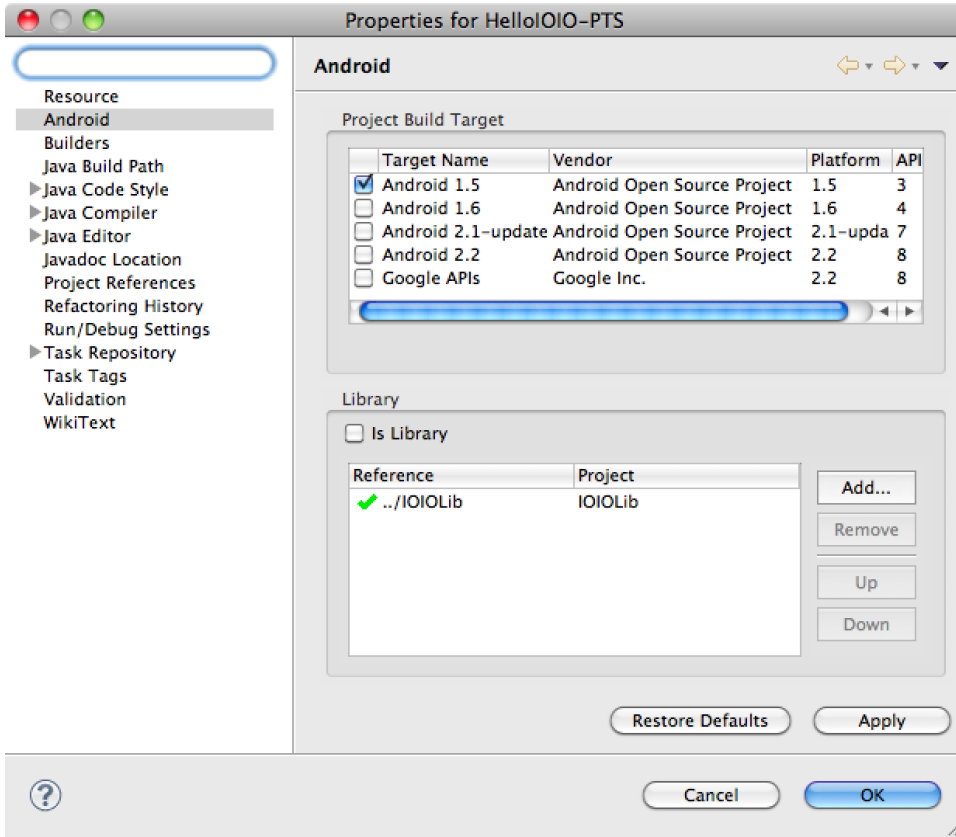 Properties for HelloIOIO-PTS
Resource
Android
Builders
Java Build Path
Java Code Style
Java Compiler
Java Editor
Javadoc Location
Project References
Refactoring History
Run/Debug Settings
Task Repository
Task Tags
Validation
WikiText
Android
Project Build Target
Target Name Vendor Platform API
Android 1.5 Android Open Source Project 1.5 3
Android 1.6 Android Open Source Project 1.6 4
Android 2.1-update Android Open Source Project 2.1-upda 7
Android 2.2 Android Open Source Project 2.2 8
Google APIs Google Inc. 2.2 8
Library
Is Library
Reference Project
../IOIOLib IOIOLib
Add...
Remove
Up
Down
Restore Defaults Apply
? Cancel OK